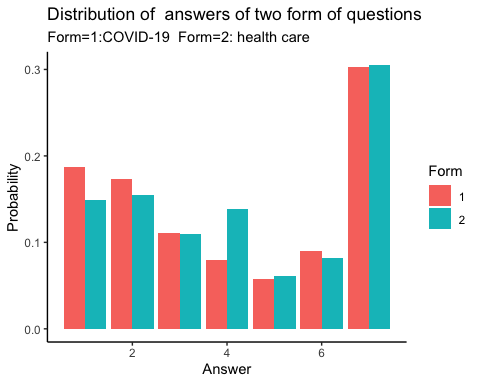 Distribution of  answers of two form of questions
Form=1:COVID-19  Form=2: health care
0.3
0.2
0.1
0.0
Probability
2
4
6
Answer
Form
1
2